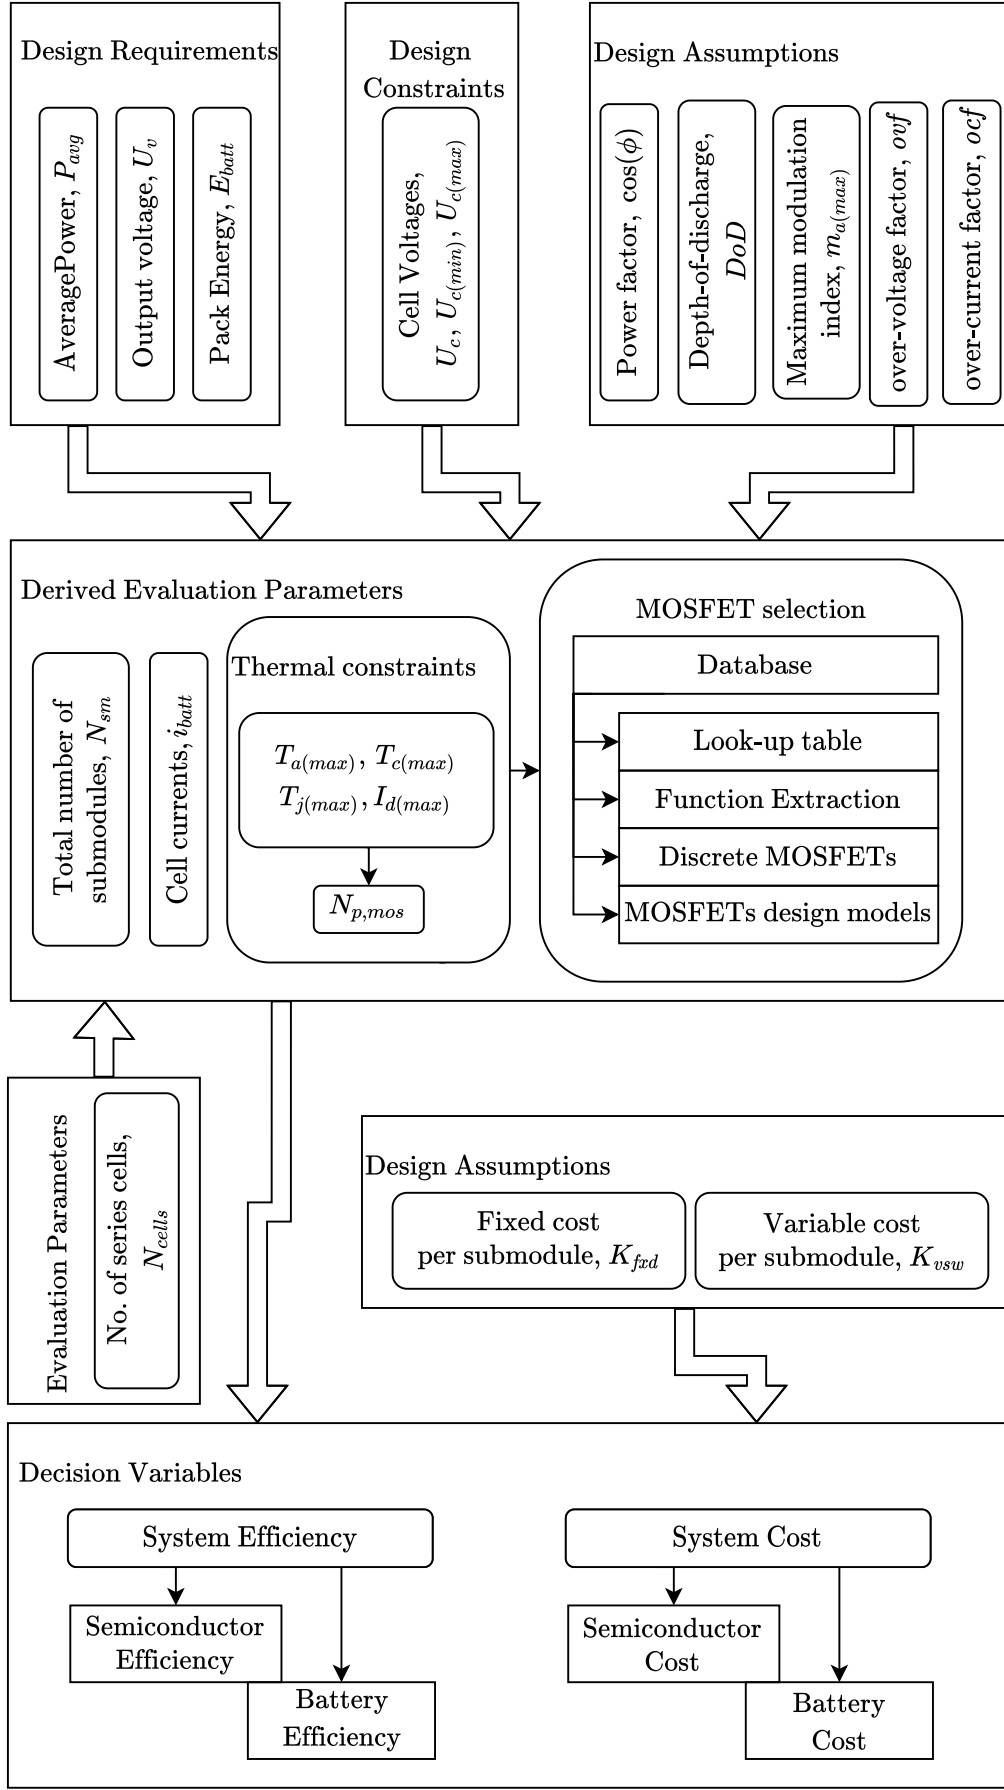 Design Requirements
AveragePower, P_{avg}
Output voltage, U_v
Pack Energy, E_{batt}
Design
Constraints
Cell Voltages,
U_c, U_{c(min)}, U_{c(max)}
Design Assumptions
Power factor, cos(ϕ)
Depth-of-discharge,
DoD
Maximum modulation
index, m_{a(max)}
over-voltage factor, ovf
over-current factor, ocf
Derived Evaluation Parameters
Total number of
submodules, N_{sm}
Cell currents, i_{batt}
Thermal constraints
T_{a(max)}, T_{c(max)}
T_{j(max)}, I_{d(max)}
N_{p,mos}
MOSFET selection
Database
Look-up table
Function Extraction
Discrete MOSFETs
MOSFETs design models
Evaluation Parameters
No. of series cells,
N_{cells}
Design Assumptions
Fixed cost
per submodule, K_{fxd}
Variable cost
per submodule, K_{vsw}
Decision Variables
System Efficiency
Semiconductor
Efficiency
Battery
Efficiency
System Cost
Semiconductor
Cost
Battery
Cost